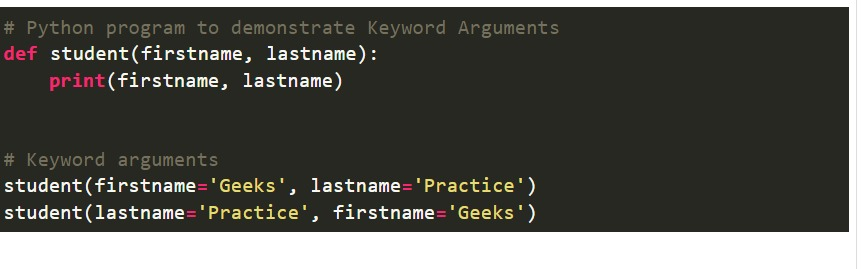 # Python program to demonstrate Keyword Arguments
def student(firstname, lastname):
    print(firstname, lastname)
# Keyword arguments
student(firstname='Geeks', lastname='Practice')
student(lastname='Practice', firstname='Geeks')